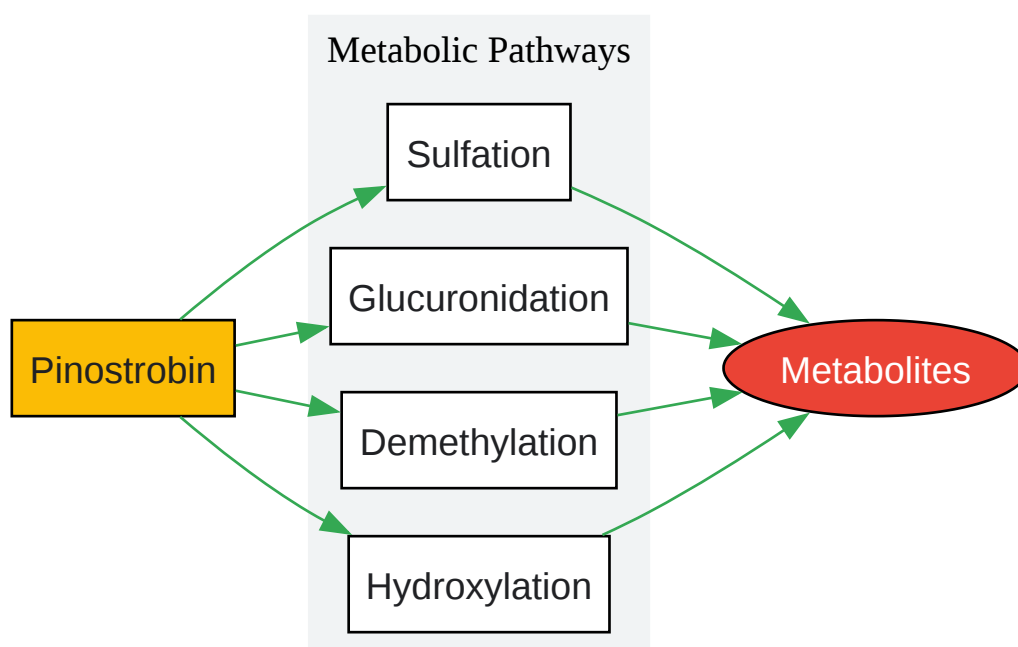 Metabolic Pathways
Sulfation
Glucuronidation
Pinostrobin
Metabolites
Demethylation
Hydroxylation